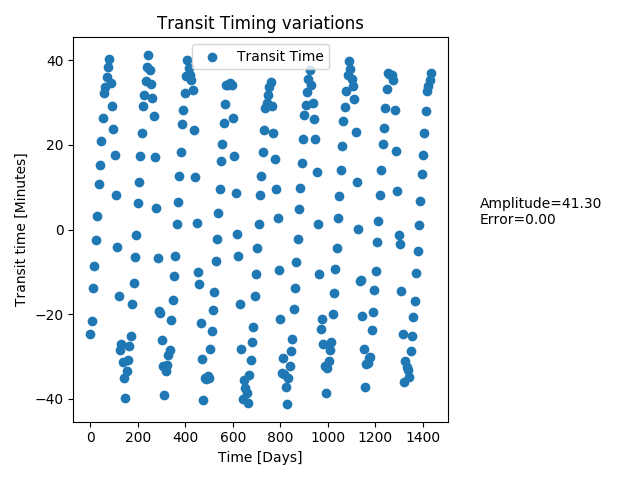 Transit Timing variations
Transit Time
40
20
0
−20
−40
Transit time [Minutes]
0 200 400 600 800 1000 1200 1400
Time [Days]
Amplitude=41.30
Error=0.00